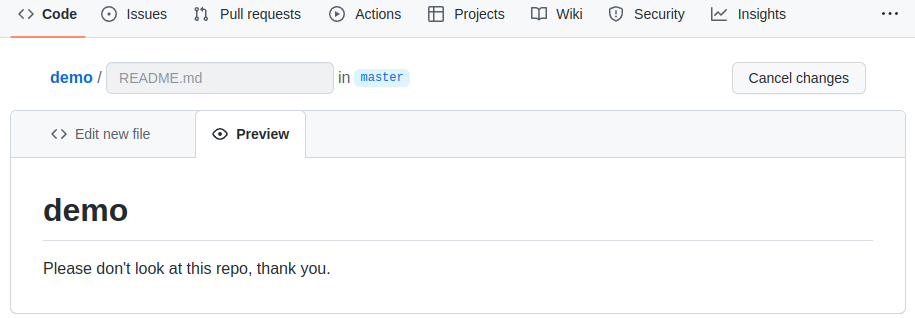 Code Issues Pull requests Actions Projects Wiki Security Insights
demo / README.md in master Cancel changes
Edit new file Preview
demo
Please don't look at this repo, thank you.